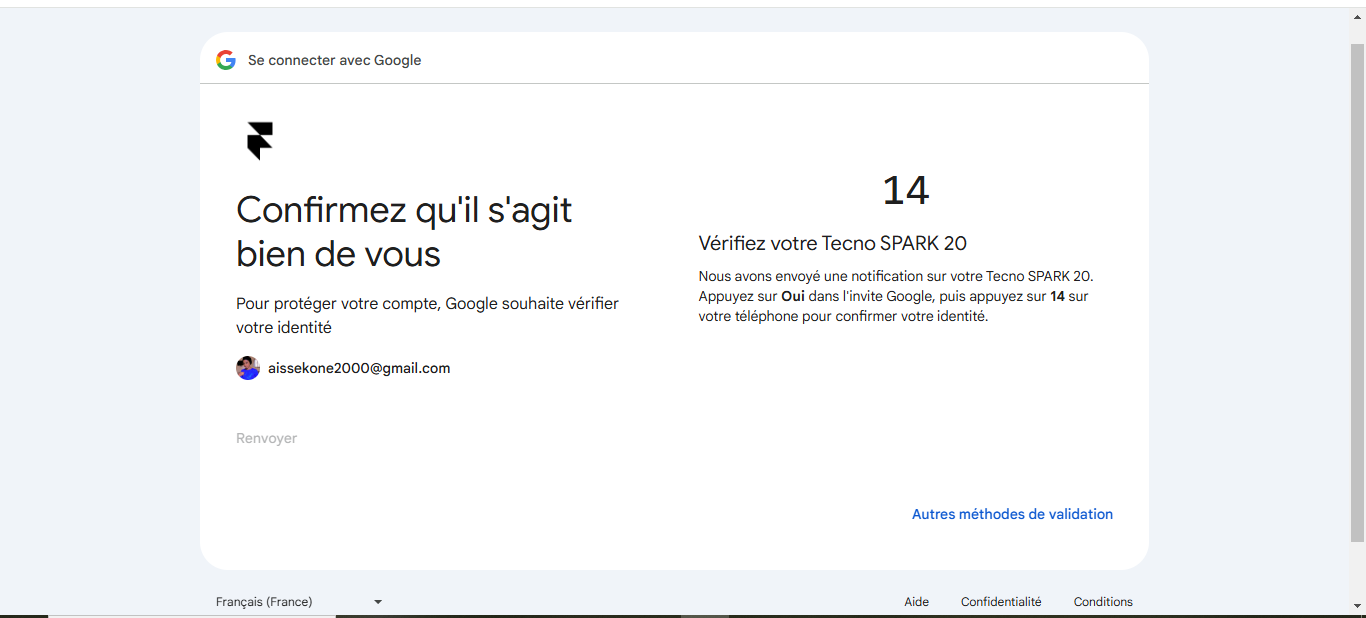 Se connecter avec Google
Confirmez qu'il s'agit
bien de vous
Pour protéger votre compte, Google souhaite vérifier
votre identité
aissekone2000@gmail.com
Renvoyer
14
Vérifiez votre Tecno SPARK 20
Nous avons envoyé une notification sur votre Tecno SPARK 20.
Appuyez sur Oui dans l'invite Google, puis appuyez sur 14 sur
votre téléphone pour confirmer votre identité.
Autres méthodes de validation
Français (France)
Aide
Confidentialité
Conditions